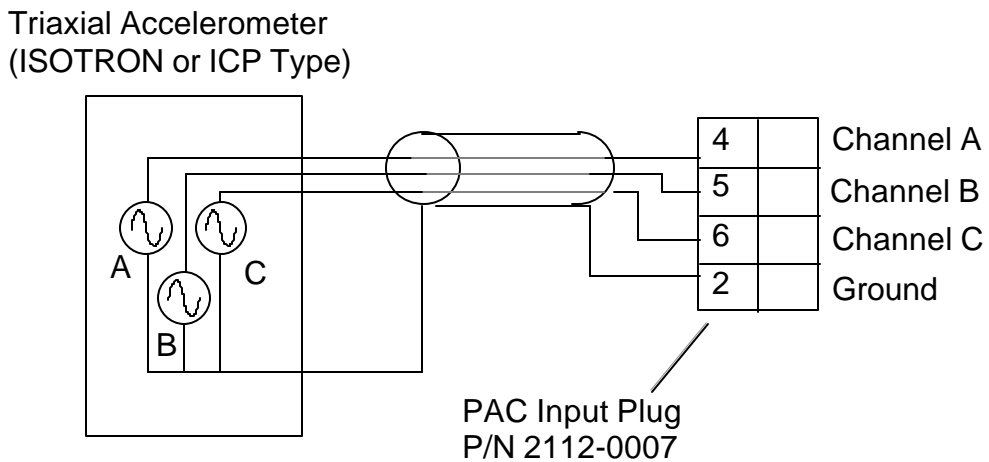 Triaxial Accelerometer
(ISOTRON or ICP Type)
4 Channel A
5 Channel B
6 Channel C
2 Ground
A
C
B
PAC Input Plug
P/N 2112-0007